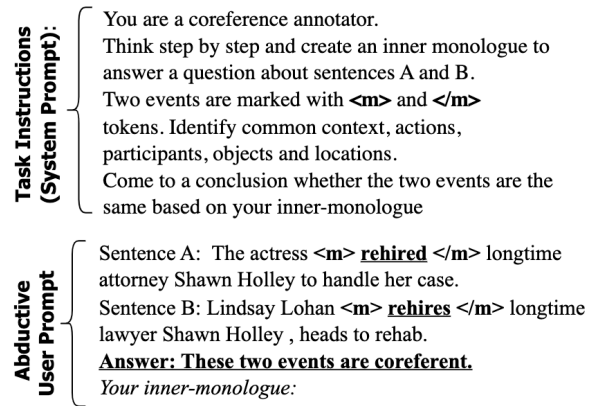 Task Instructions
(System Prompt):
You are a coreference annotator.
Think step by step and create an inner monologue to
answer a question about sentences A and B.
Two events are marked with <m> and </m>
tokens. Identify common context, actions,
participants, objects and locations.
Come to a conclusion whether the two events are the
same based on your inner-monologue
Abductive
User Prompt
Sentence A: The actress <m> rehired </m> longtime
attorney Shawn Holley to handle her case.
Sentence B: Lindsay Lohan <m> rehires </m> longtime
lawyer Shawn Holley , heads to rehab.
Answer: These two events are coreferent.
Your inner-monologue: